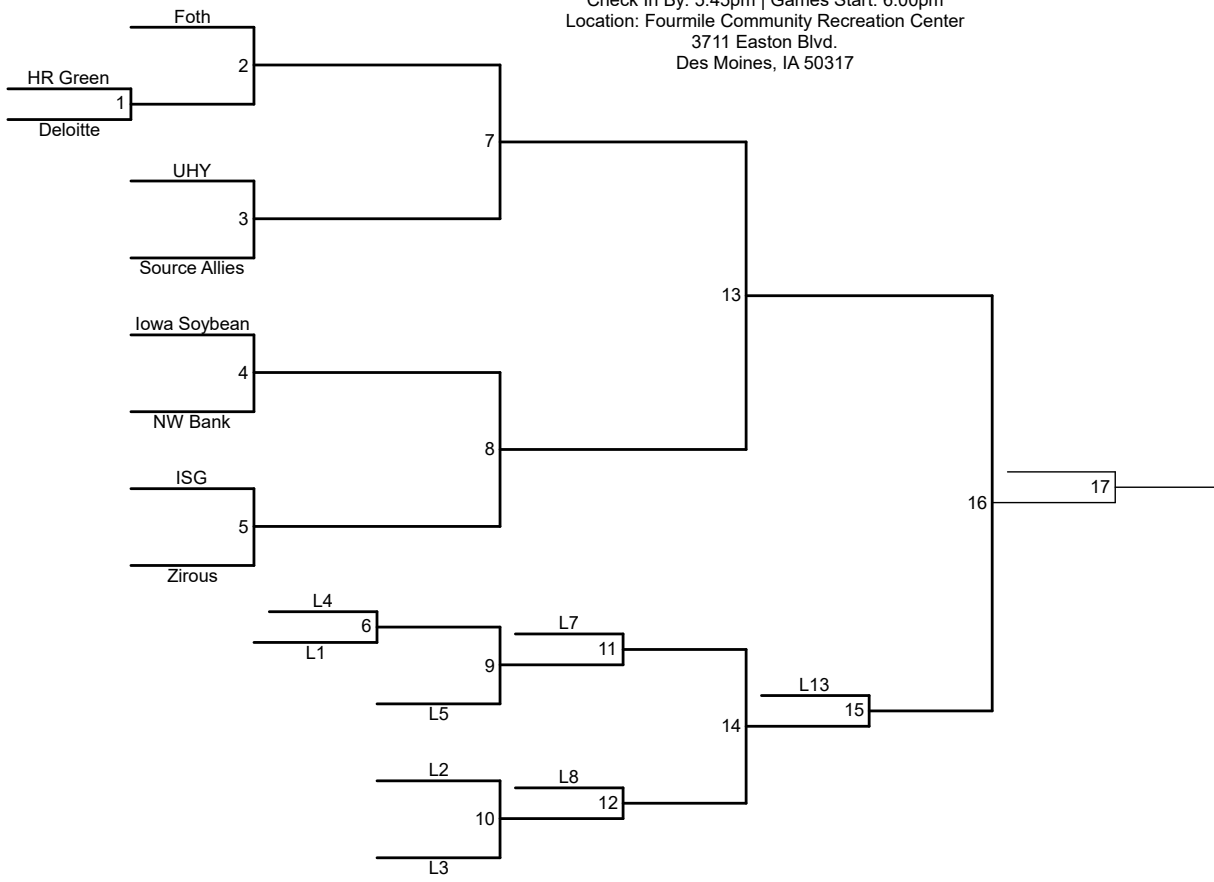 Check In By: 5:45pm | Games Start: 6:00pm
Location: Fourmile Community Recreation Center
3711 Easton Blvd.
Des Moines, IA 50317
Foth
2
HR Green
1
Deloitte
7
UHY
3
Source Allies
13
Iowa Soybean
4
NW Bank
8
ISG
5
Zirous
16
17
L4
6
L1
L7
11
9
L5
L13
15
14
L2
L8
12
10
L3